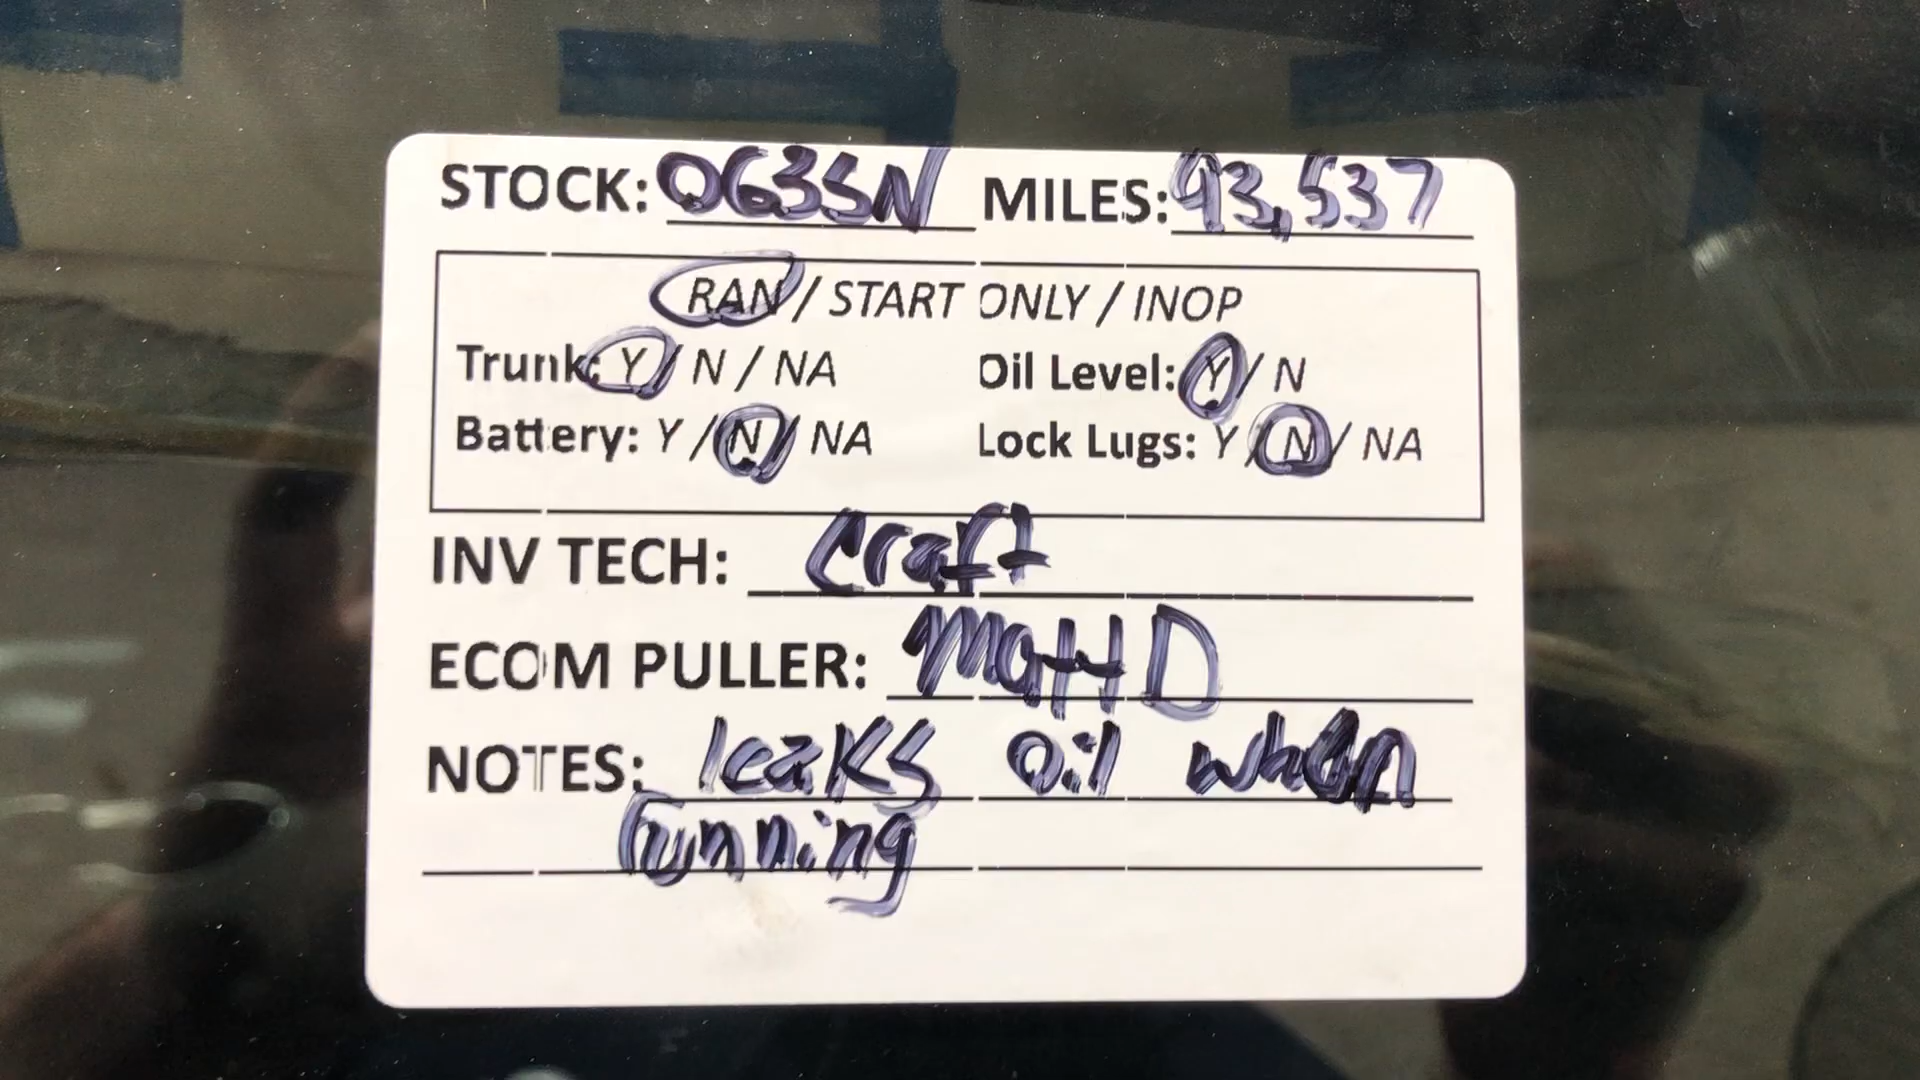 STOCK: 0635N MILES: 93,537
RAN / START ONLY / INOP
Trunk: Y / N / NA Oil Level: Y / N
Battery: Y / N / NA Lock Lugs: Y / N / NA
INV TECH: Craft
ECOM PULLER: Matt D
NOTES: leaks oil when
running